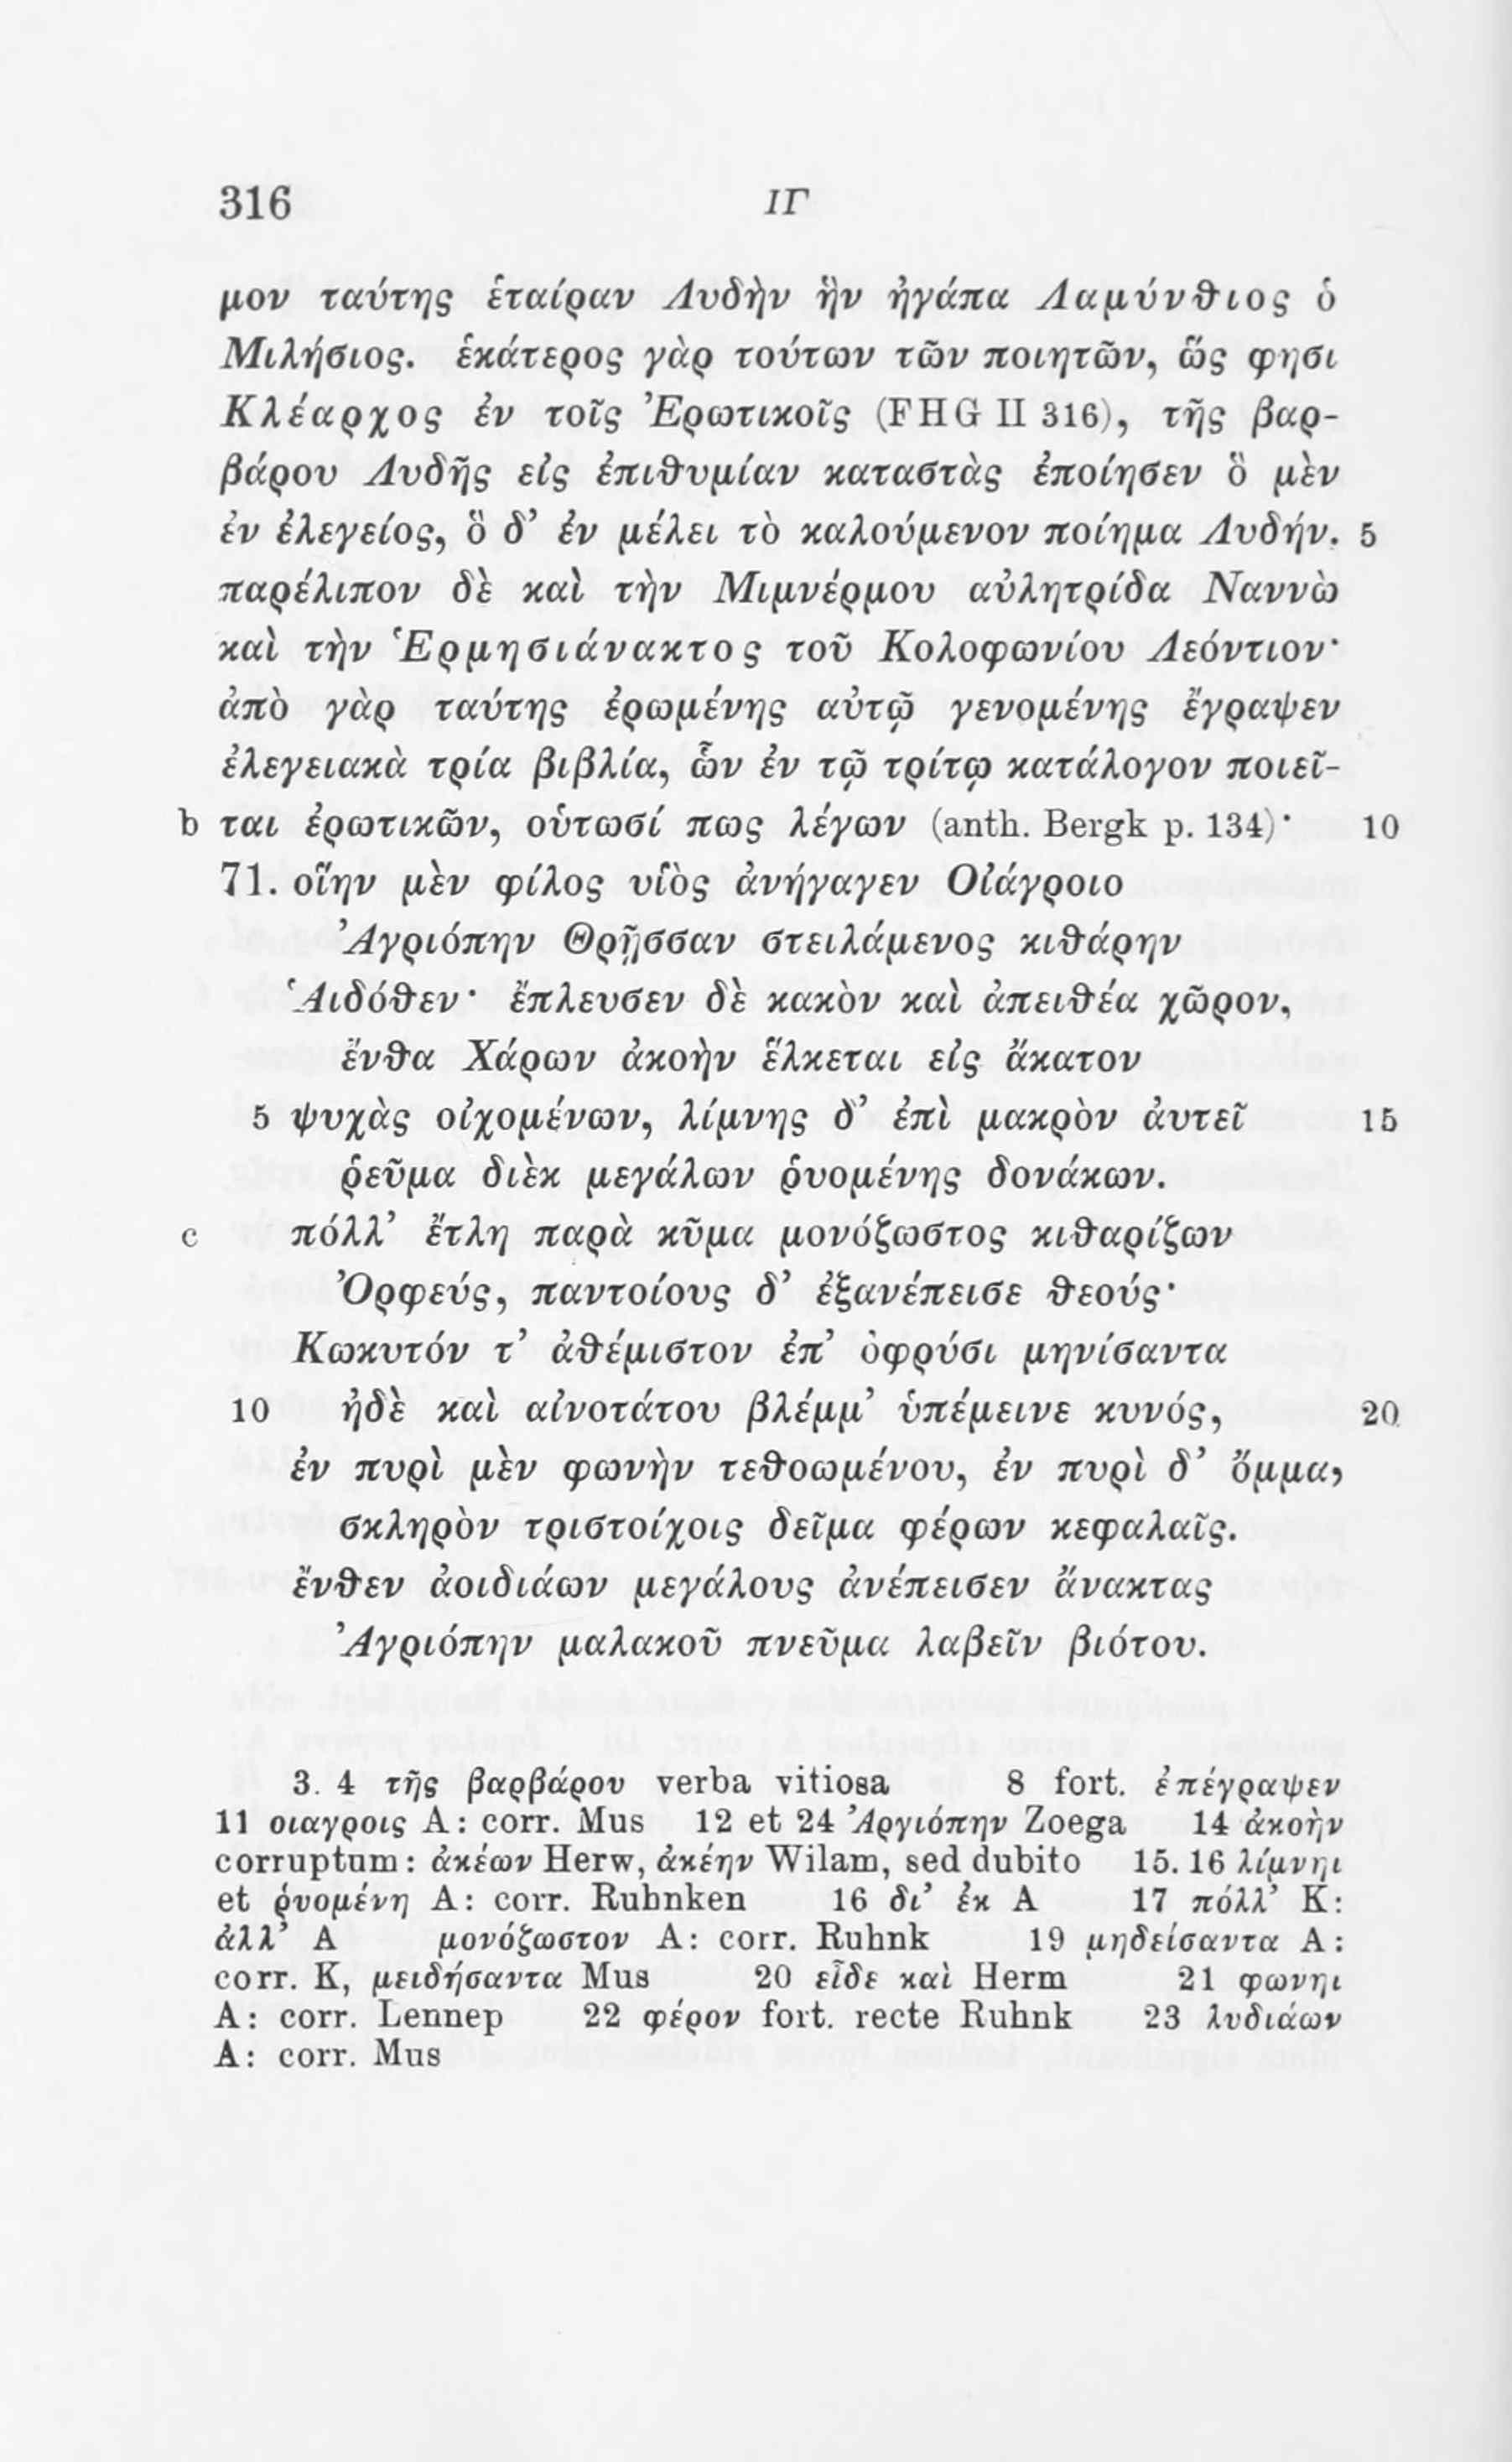 316 ΙΓ
μον ταύτης ἑταίραν Λυδὴν ἣν ἠγάπα Λαμύνθιος ὁ
Μιλήσιος. ἑκάτερος γὰρ τούτων τῶν ποιητῶν, ὥς φησι
Κλέαρχος ἐν τοῖς Ἐρωτικοῖς (FHG II 316), τῆς βαρ-
βάρου Λυδῆς εἰς ἐπιθυμίαν καταστὰς ἐποίησεν ὃ μὲν
ἐν ἐλεγείος, ὃ δ’ ἐν μέλει τὸ καλούμενον ποίημα Λυδήν. 5
παρέλιπον δὲ καὶ τὴν Μιμνέρμου αὐλητρίδα Ναννὼ
καὶ τὴν Ἑρμησιάνακτος τοῦ Κολοφωνίου Λεόντιον·
ἀπὸ γὰρ ταύτης ἐρωμένης αὐτῷ γενομένης ἔγραψεν
ἐλεγειακὰ τρία βιβλία, ὧν ἐν τῷ τρίτῳ κατάλογον ποιεῖ-
b ται ἐρωτικῶν, οὑτωσί πως λέγων (anth. Bergk p. 134)· 10
71. οἵην μὲν φίλος υἱὸς ἀνήγαγεν Οἰάγροιο
Ἀγριόπην Θρῇσσαν στειλάμενος κιθάρην
Ἁιδόθεν· ἔπλευσεν δὲ κακὸν καὶ ἀπειθέα χῶρον,
ἔνθα Χάρων ἀκοὴν ἕλκεται εἰς ἄκατον
5 ψυχὰς οἰχομένων, λίμνης δ’ ἐπὶ μακρὸν ἀυτεῖ 15
ῥεῦμα διὲκ μεγάλων ῥυομένης δονάκων.
c πόλλ’ ἔτλη παρὰ κῦμα μονόζωστος κιθαρίζων
Ὀρφεύς, παντοίους δ’ ἐξανέπεισε θεούς·
Κωκυτόν τ’ ἀθέμιστον ἐπ’ ὀφρύσι μηνίσαντα
10 ἠδὲ καὶ αἰνοτάτου βλέμμ’ ὑπέμεινε κυνός, 20
ἐν πυρὶ μὲν φωνὴν τεθοωμένου, ἐν πυρὶ δ’ ὄμμα,
σκληρὸν τριστοίχοις δεῖμα φέρων κεφαλαῖς.
ἔνθεν ἀοιδιάων μεγάλους ἀνέπεισεν ἄνακτας
Ἀγριόπην μαλακοῦ πνεῦμα λαβεῖν βιότου.
3. 4 τῆς βαρβάρου verba vitiosa 8 fort. ἐπέγραψεν
11 οιαγροις A: corr. Mus 12 et 24 Ἀργιόπην Zoega 14 ἀκοὴν
corruptum: ἀκέων Herw, ἀκέην Wilam, sed dubito 15. 16 λίμνηι
et ῥυομένη A: corr. Ruhnken 16 δι’ ἐκ A 17 πόλλ’ K:
ἀλλ’ A μονόζωστον A: corr. Ruhnk 19 μηδείσαντα A:
corr. K, μειδήσαντα Mus 20 εἶδε καὶ Herm 21 φωνηι
A: corr. Lennep 22 φέρον fort. recte Ruhnk 23 λυδιάων
A: corr. Mus